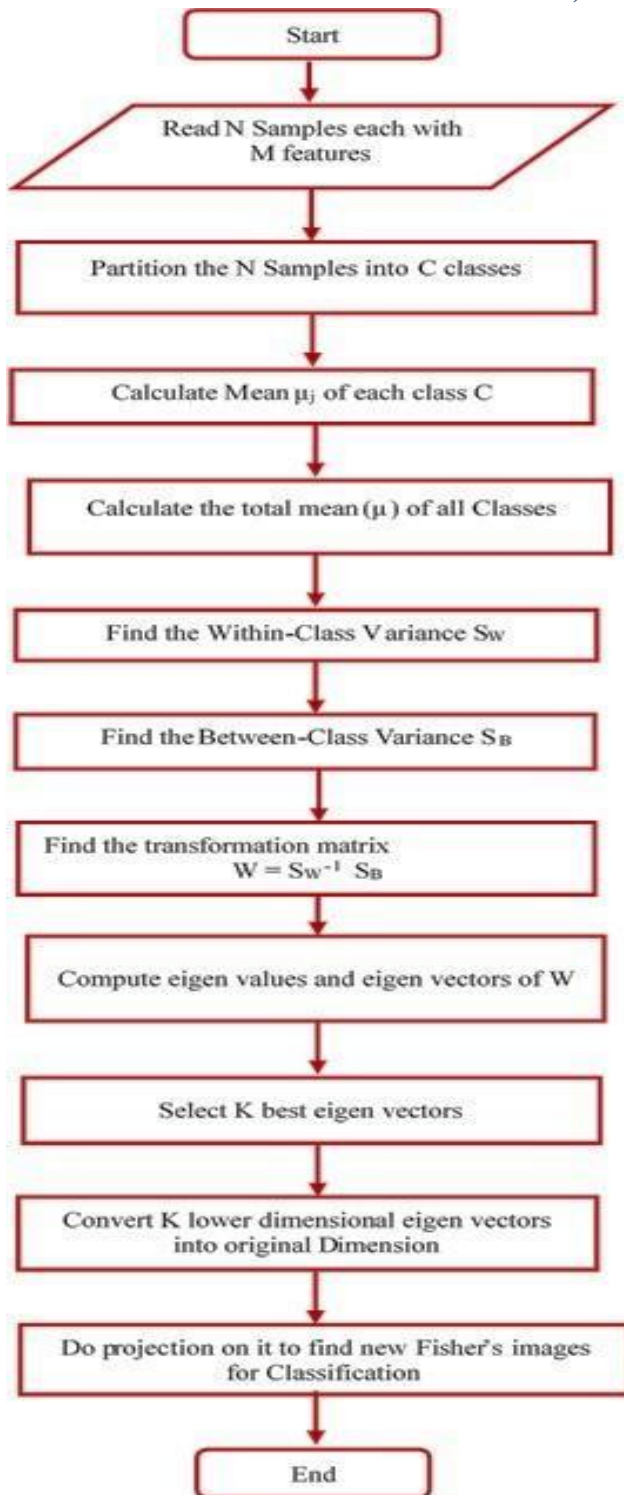 Start
Read N Samples each with
M features
Partition the N Samples into C classes
Calculate Mean μj of each class C
Calculate the total mean (μ) of all Classes
Find the Within-Class Variance Sw
Find the Between-Class Variance SB
Find the transformation matrix
W = Sw⁻¹ SB
Compute eigen values and eigen vectors of W
Select K best eigen vectors
Convert K lower dimensional eigen vectors
into original Dimension
Do projection on it to find new Fisher's images
for Classification
End